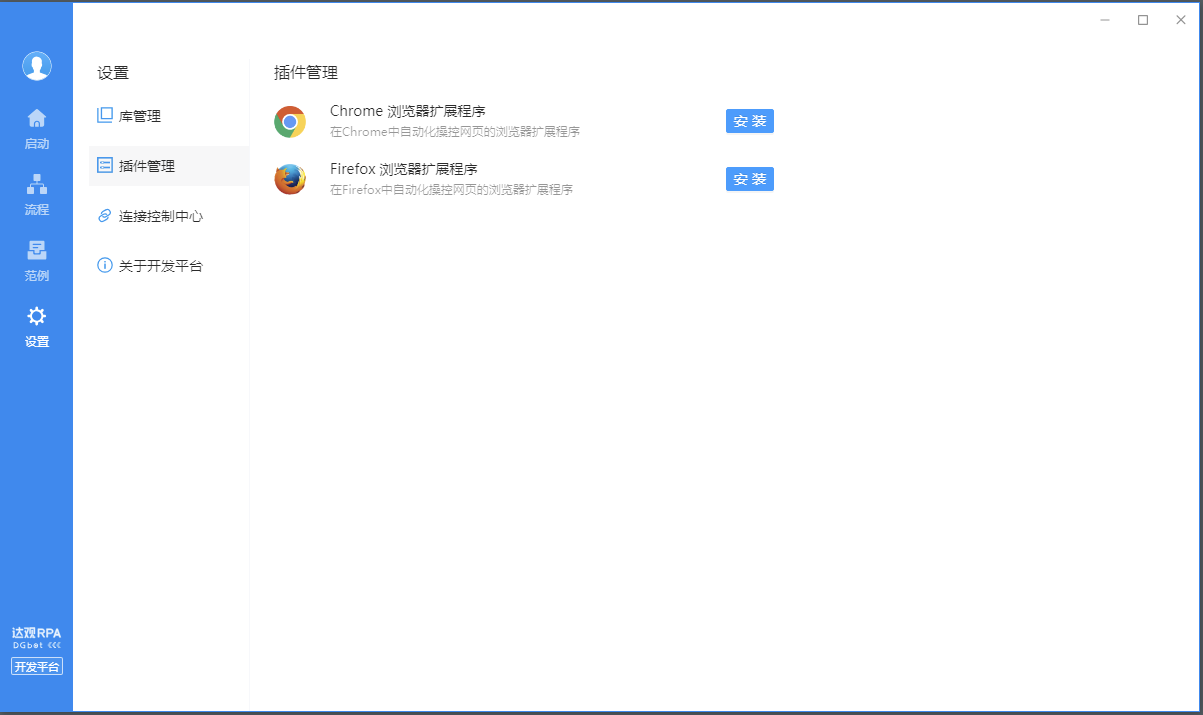 启动
流程
范例
设置
达观RPA
DGbot <<<
开发平台
设置
库管理
插件管理
连接控制中心
关于开发平台
插件管理
Chrome 浏览器扩展程序
在Chrome中自动化操控网页的浏览器扩展程序
安装
Firefox 浏览器扩展程序
在Firefox中自动化操控网页的浏览器扩展程序
安装